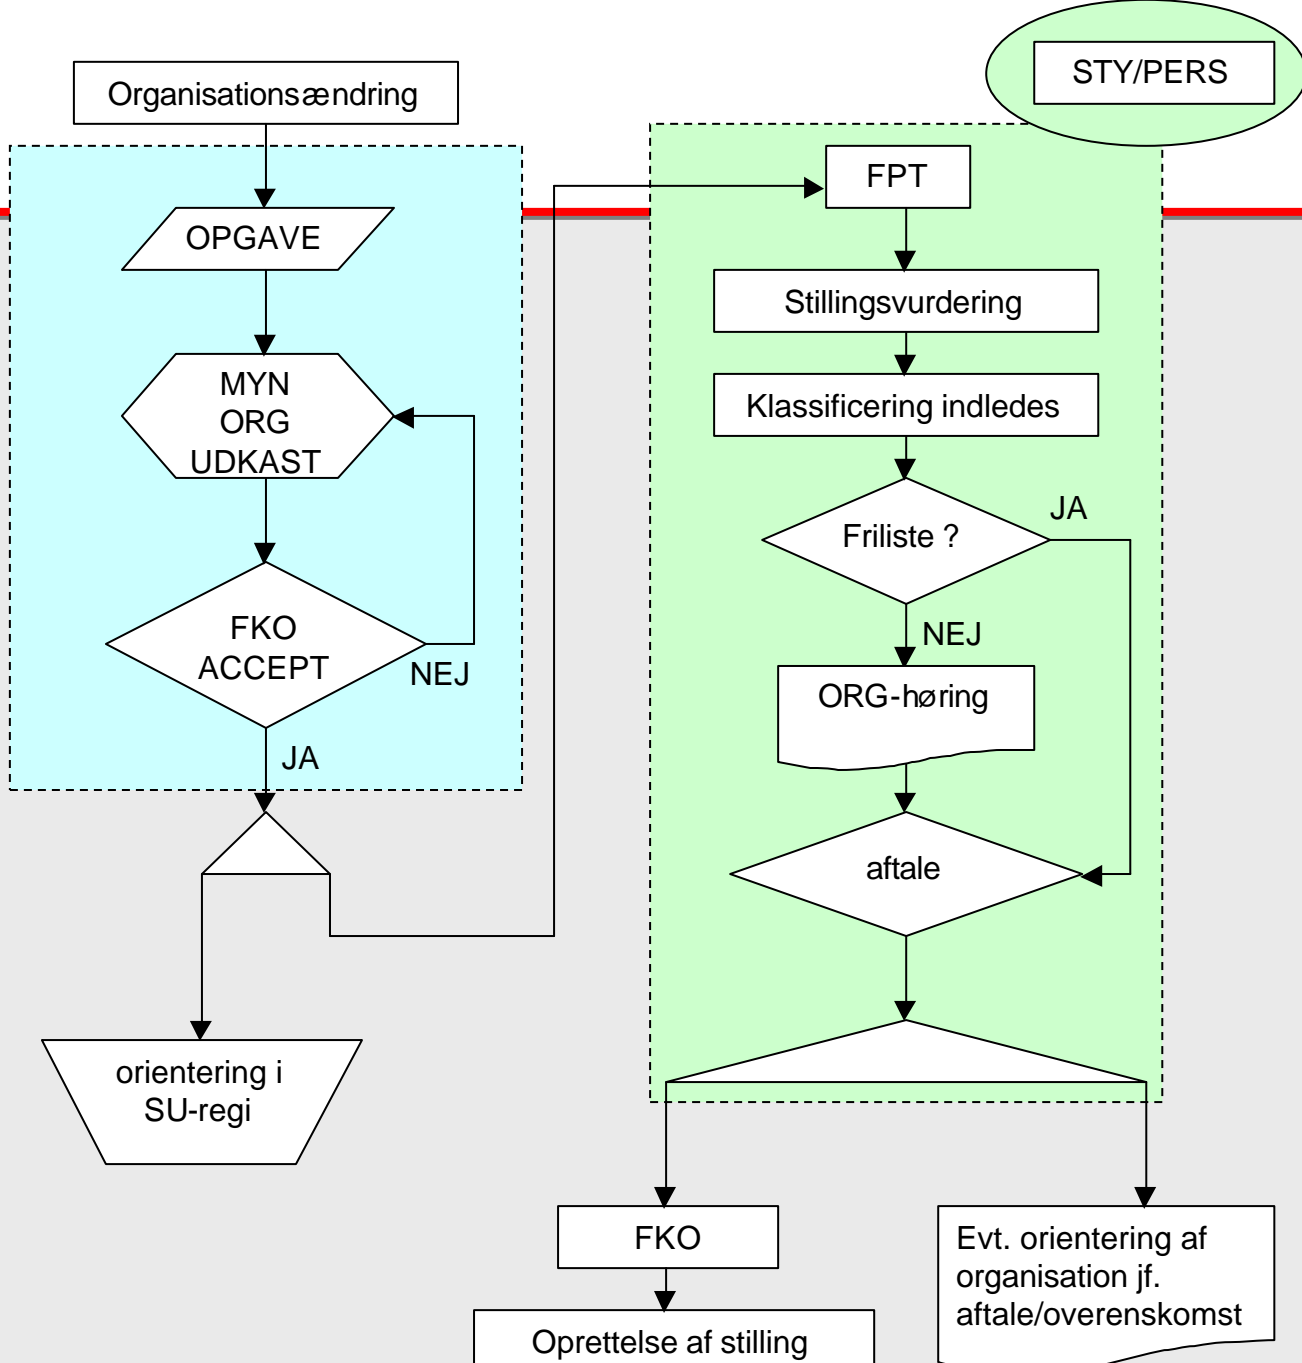 Organisationsændring
OPGAVE
MYN
ORG
UDKAST
FKO
ACCEPT
NEJ
JA
orientering i
SU-regi
STY/PERS
FPT
Stillingsvurdering
Klassificering indledes
Friliste ?
JA
NEJ
ORG-høring
aftale
FKO
Oprettelse af stilling
Evt. orientering af
organisation jf.
aftale/overenskomst